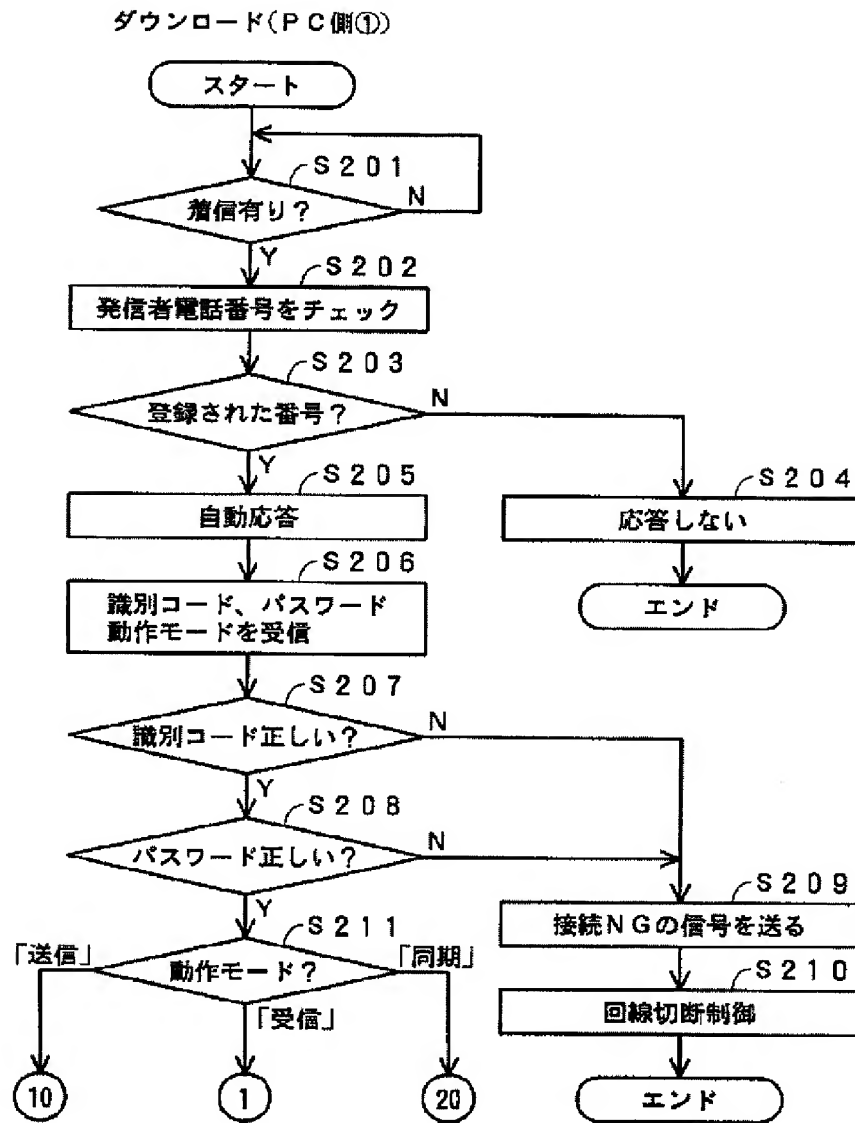 ダウンロード(PC側①)
スタート
S201
着信有り?
N
Y
S202
発信者電話番号をチェック
S203
登録された番号?
N
Y
S204
応答しない
エンド
S205
自動応答
S206
識別コード、パスワード
動作モードを受信
S207
識別コード正しい?
N
Y
S208
パスワード正しい?
N
Y
S209
接続NGの信号を送る
S210
回線切断制御
エンド
S211
動作モード?
「送信」
「同期」
「受信」
10
1
20